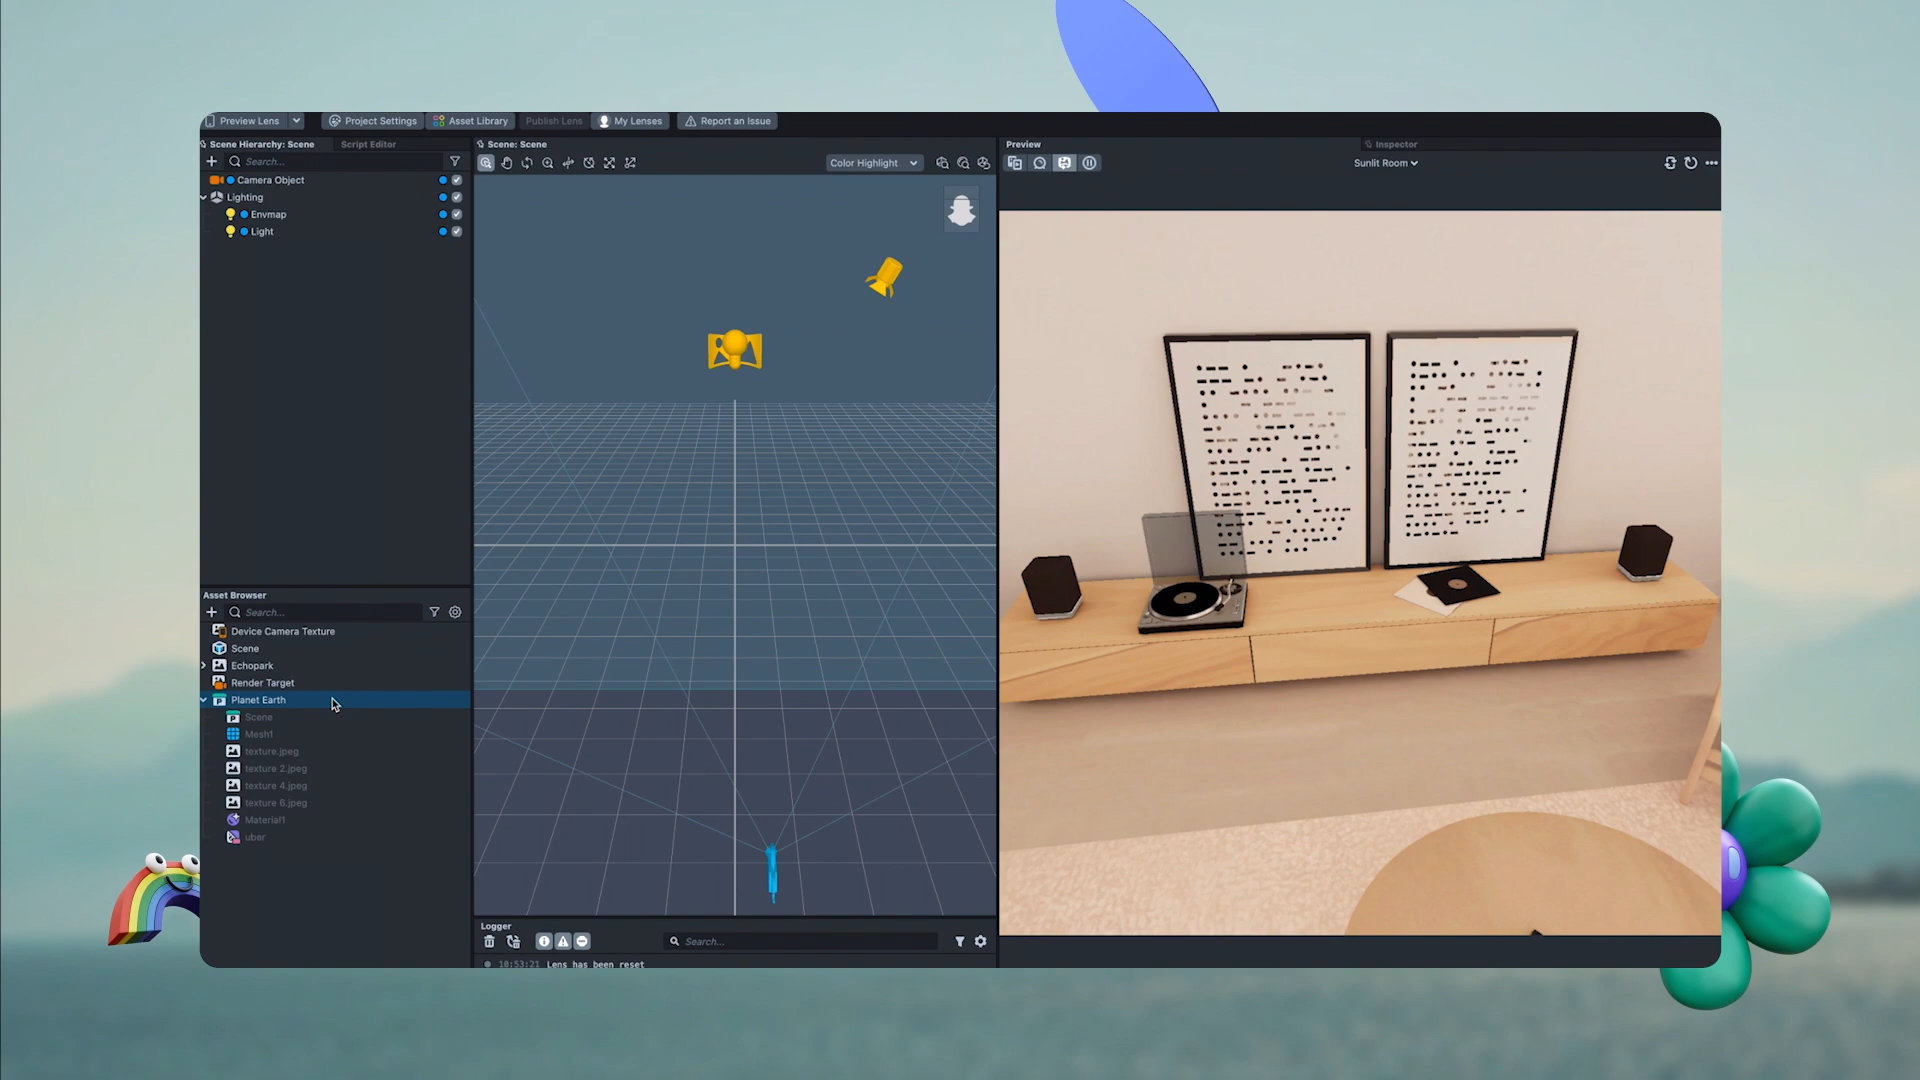 Preview Lens
Project Settings
Asset Library
Publish Lens
My Lenses
Report an Issue
Scene Hierarchy: Scene
Script Editor
Search...
Camera Object
Lighting
Envmap
Light
Scene: Scene
Color Highlight
Preview
Inspector
Sunlit Room
Asset Browser
Search...
Device Camera Texture
Scene
Echopark
Render Target
Planet Earth
Scene
Mesh1
texture.jpeg
texture 2.jpeg
texture 4.jpeg
texture 6.jpeg
Material1
uber
Logger
Search...
10:53:21 Lens has been reset